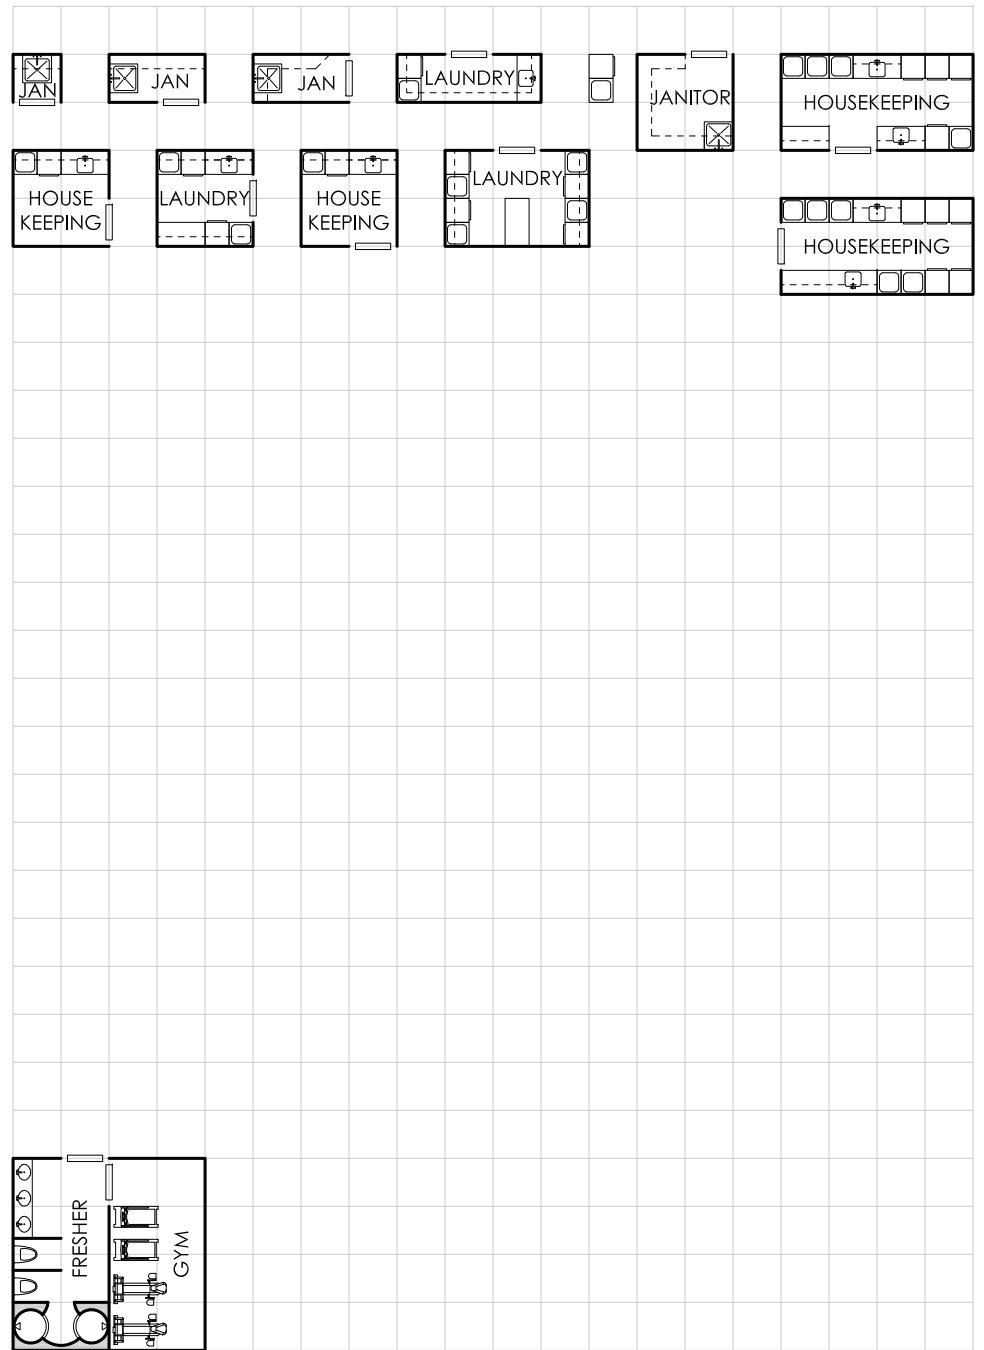 JAN
JAN
JAN
LAUNDRY
JANITOR
HOUSEKEEPING
HOUSE
KEEPING
LAUNDRY
HOUSE
KEEPING
LAUNDRY
HOUSEKEEPING
FRESHER
GYM